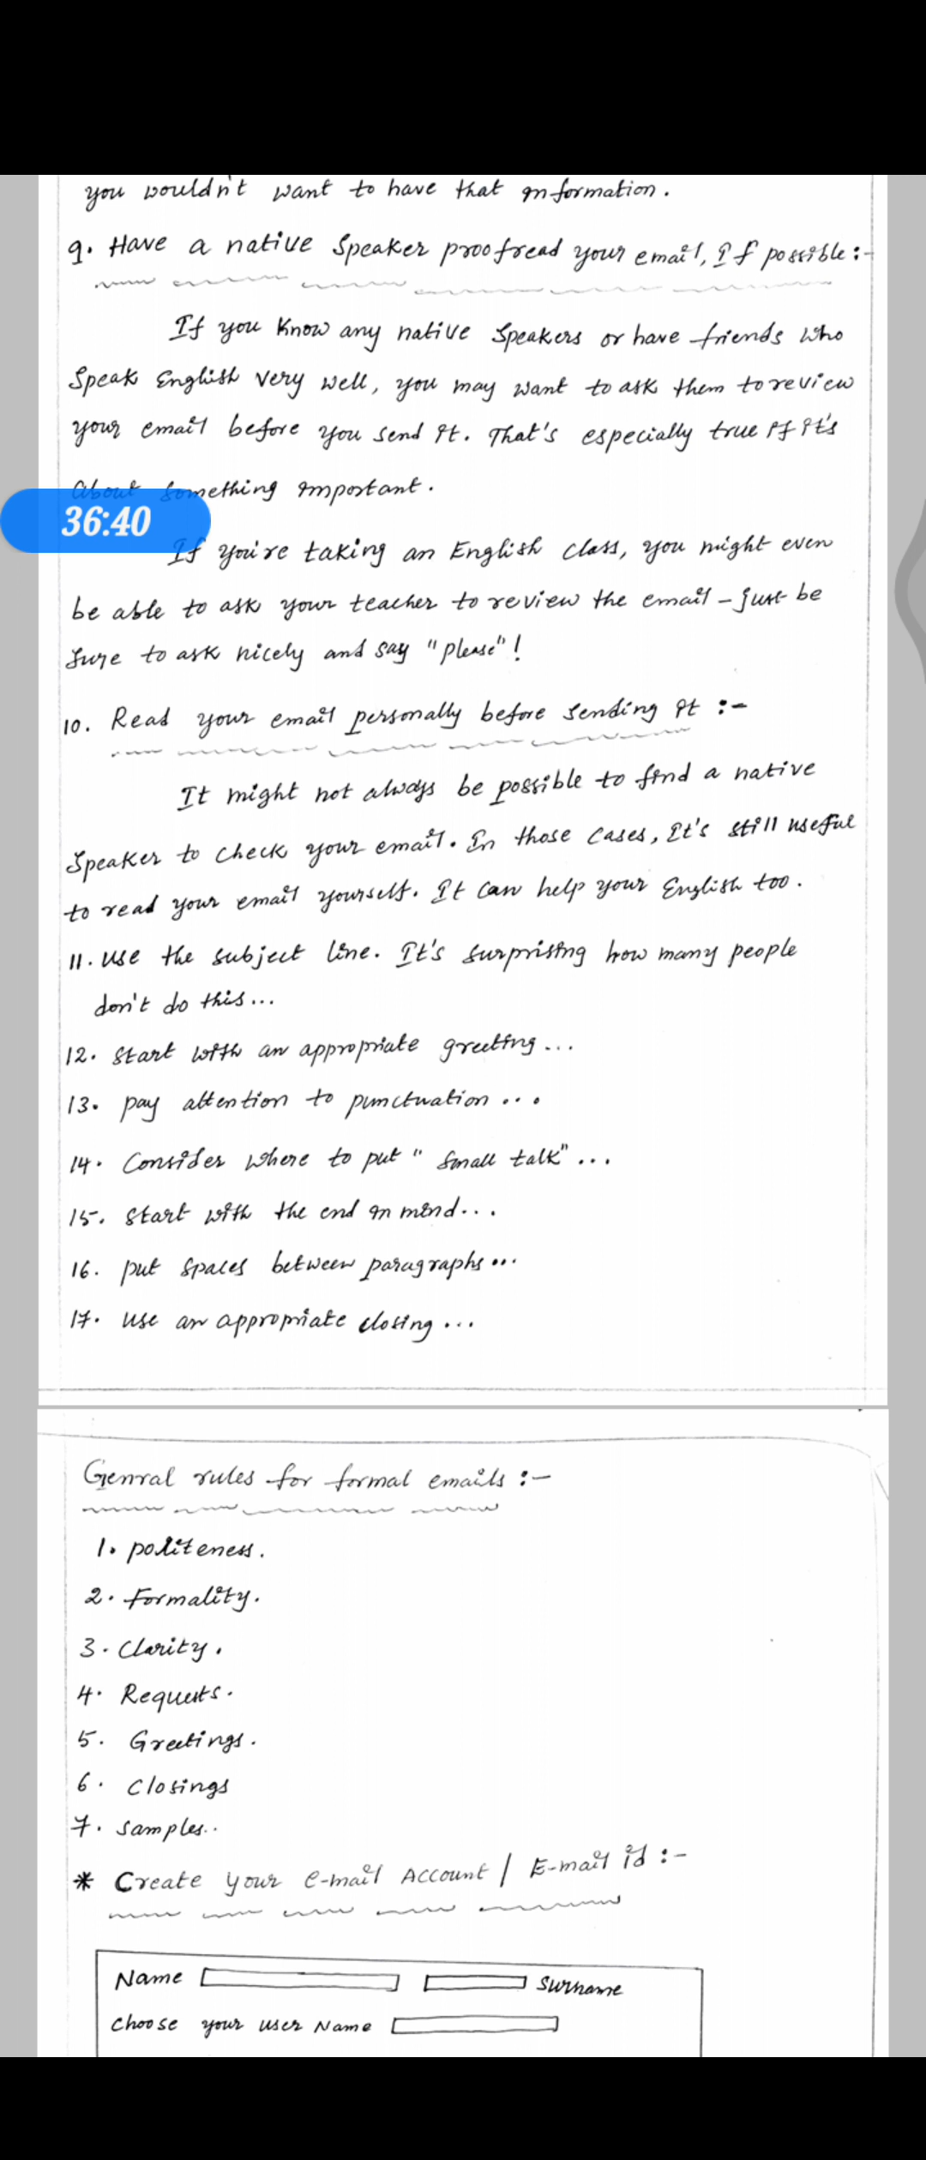 you wouldn't want to have that information.
9. Have a native Speaker proofread your email, If possible :-
If you know any native Speakers or have friends who
Speak English very well, you may want to ask them to review
your email before you send it. That's especially true if it's
about something important.
36:40
If you're taking an English class, you might even
be able to ask your teacher to review the email - just be
sure to ask nicely and say "please"!
10. Read your email personally before sending it :-
It might not always be possible to find a native
Speaker to check your email. In those cases, It's still useful
to read your email yourself. It can help your English too.
11. use the subject line. It's surprising how many people
don't do this...
12. start with an appropriate greeting...
13. pay attention to punctuation...
14. Consider where to put "small talk"...
15. start with the end in mind...
16. put spaces between paragraphs...
17. use an appropriate closing...
Genral rules for formal emails :-
1. politeness.
2. Formality.
3. Clarity.
4. Requests.
5. Greetings.
6. Closings
7. samples..
* Create your e-mail Account / E-mail id :-
Name Surname
choose your user Name